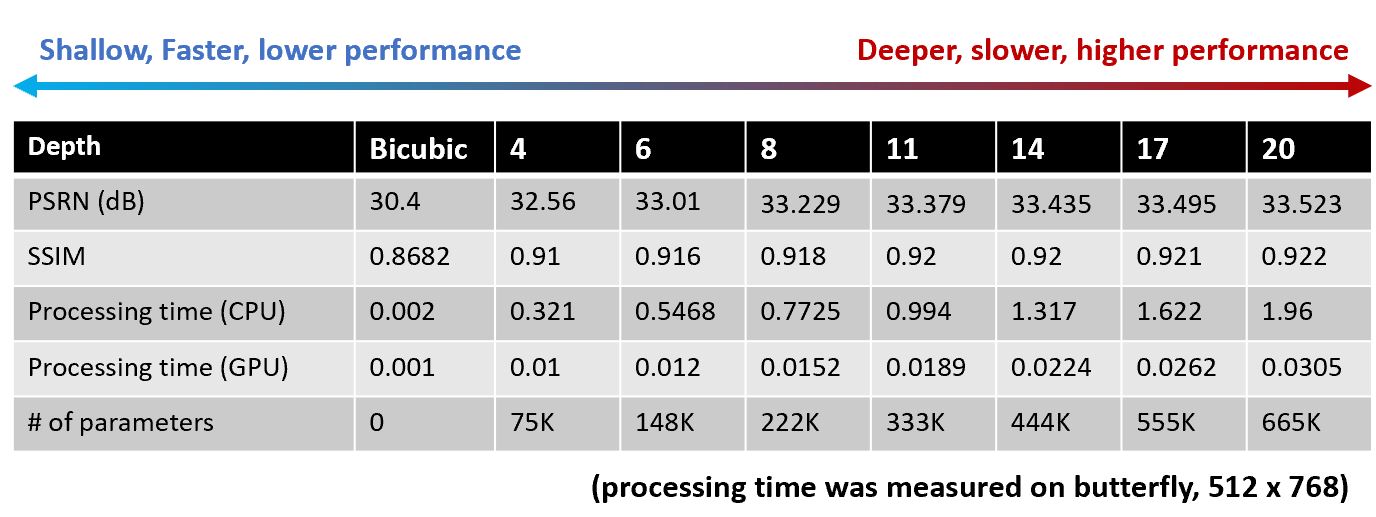 Shallow, Faster, lower performance
Deeper, slower, higher performance
Depth Bicubic 4 6 8 11 14 17 20
PSRN (dB) 30.4 32.56 33.01 33.229 33.379 33.435 33.495 33.523
SSIM 0.8682 0.91 0.916 0.918 0.92 0.92 0.921 0.922
Processing time (CPU) 0.002 0.321 0.5468 0.7725 0.994 1.317 1.622 1.96
Processing time (GPU) 0.001 0.01 0.012 0.0152 0.0189 0.0224 0.0262 0.0305
# of parameters 0 75K 148K 222K 333K 444K 555K 665K
(processing time was measured on butterfly, 512 x 768)